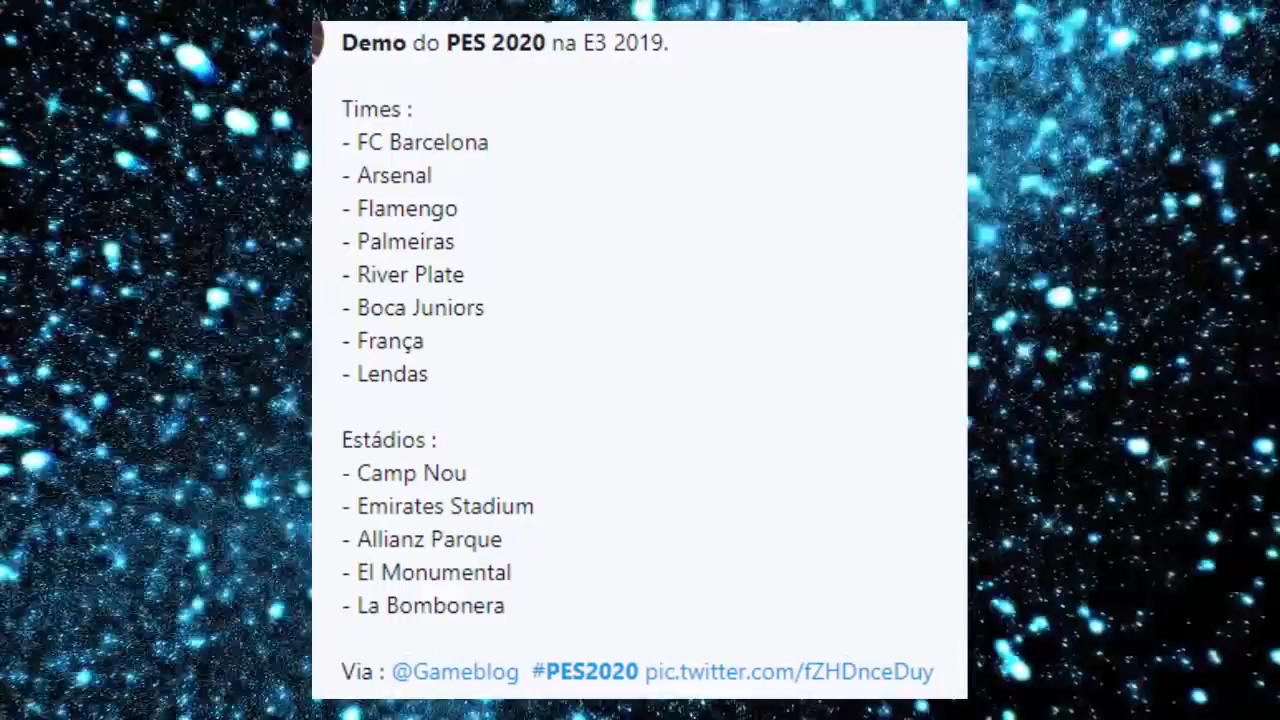 Demo do PES 2020 na E3 2019.
Times :
- FC Barcelona
- Arsenal
- Flamengo
- Palmeiras
- River Plate
- Boca Juniors
- França
- Lendas
Estádios :
- Camp Nou
- Emirates Stadium
- Allianz Parque
- El Monumental
- La Bombonera
Via : @Gameblog #PES2020 pic.twitter.com/fZHDnceDuy